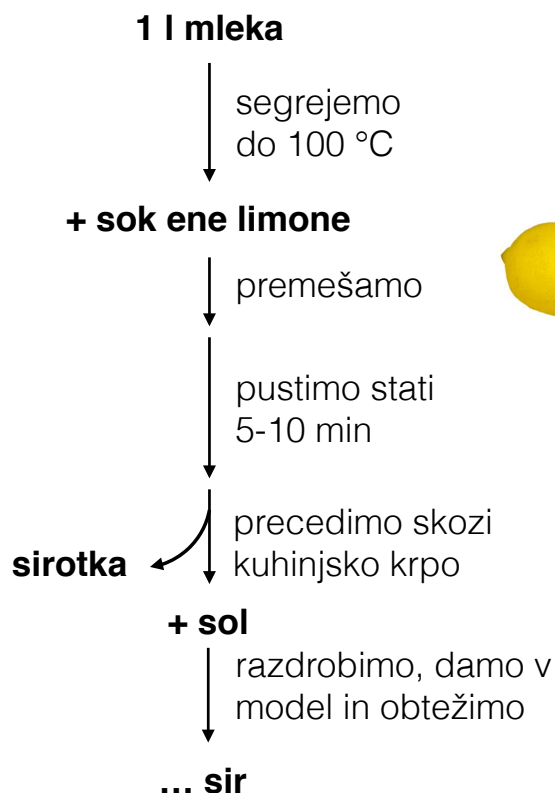 1 l mleka
segrejemo
do 100 °C
+ sok ene limone
premešamo
pustimo stati
5-10 min
precedimo skozi
kuhinjsko krpo
sirotka
+ sol
razdrobimo, damo v
model in obtežimo
... sir